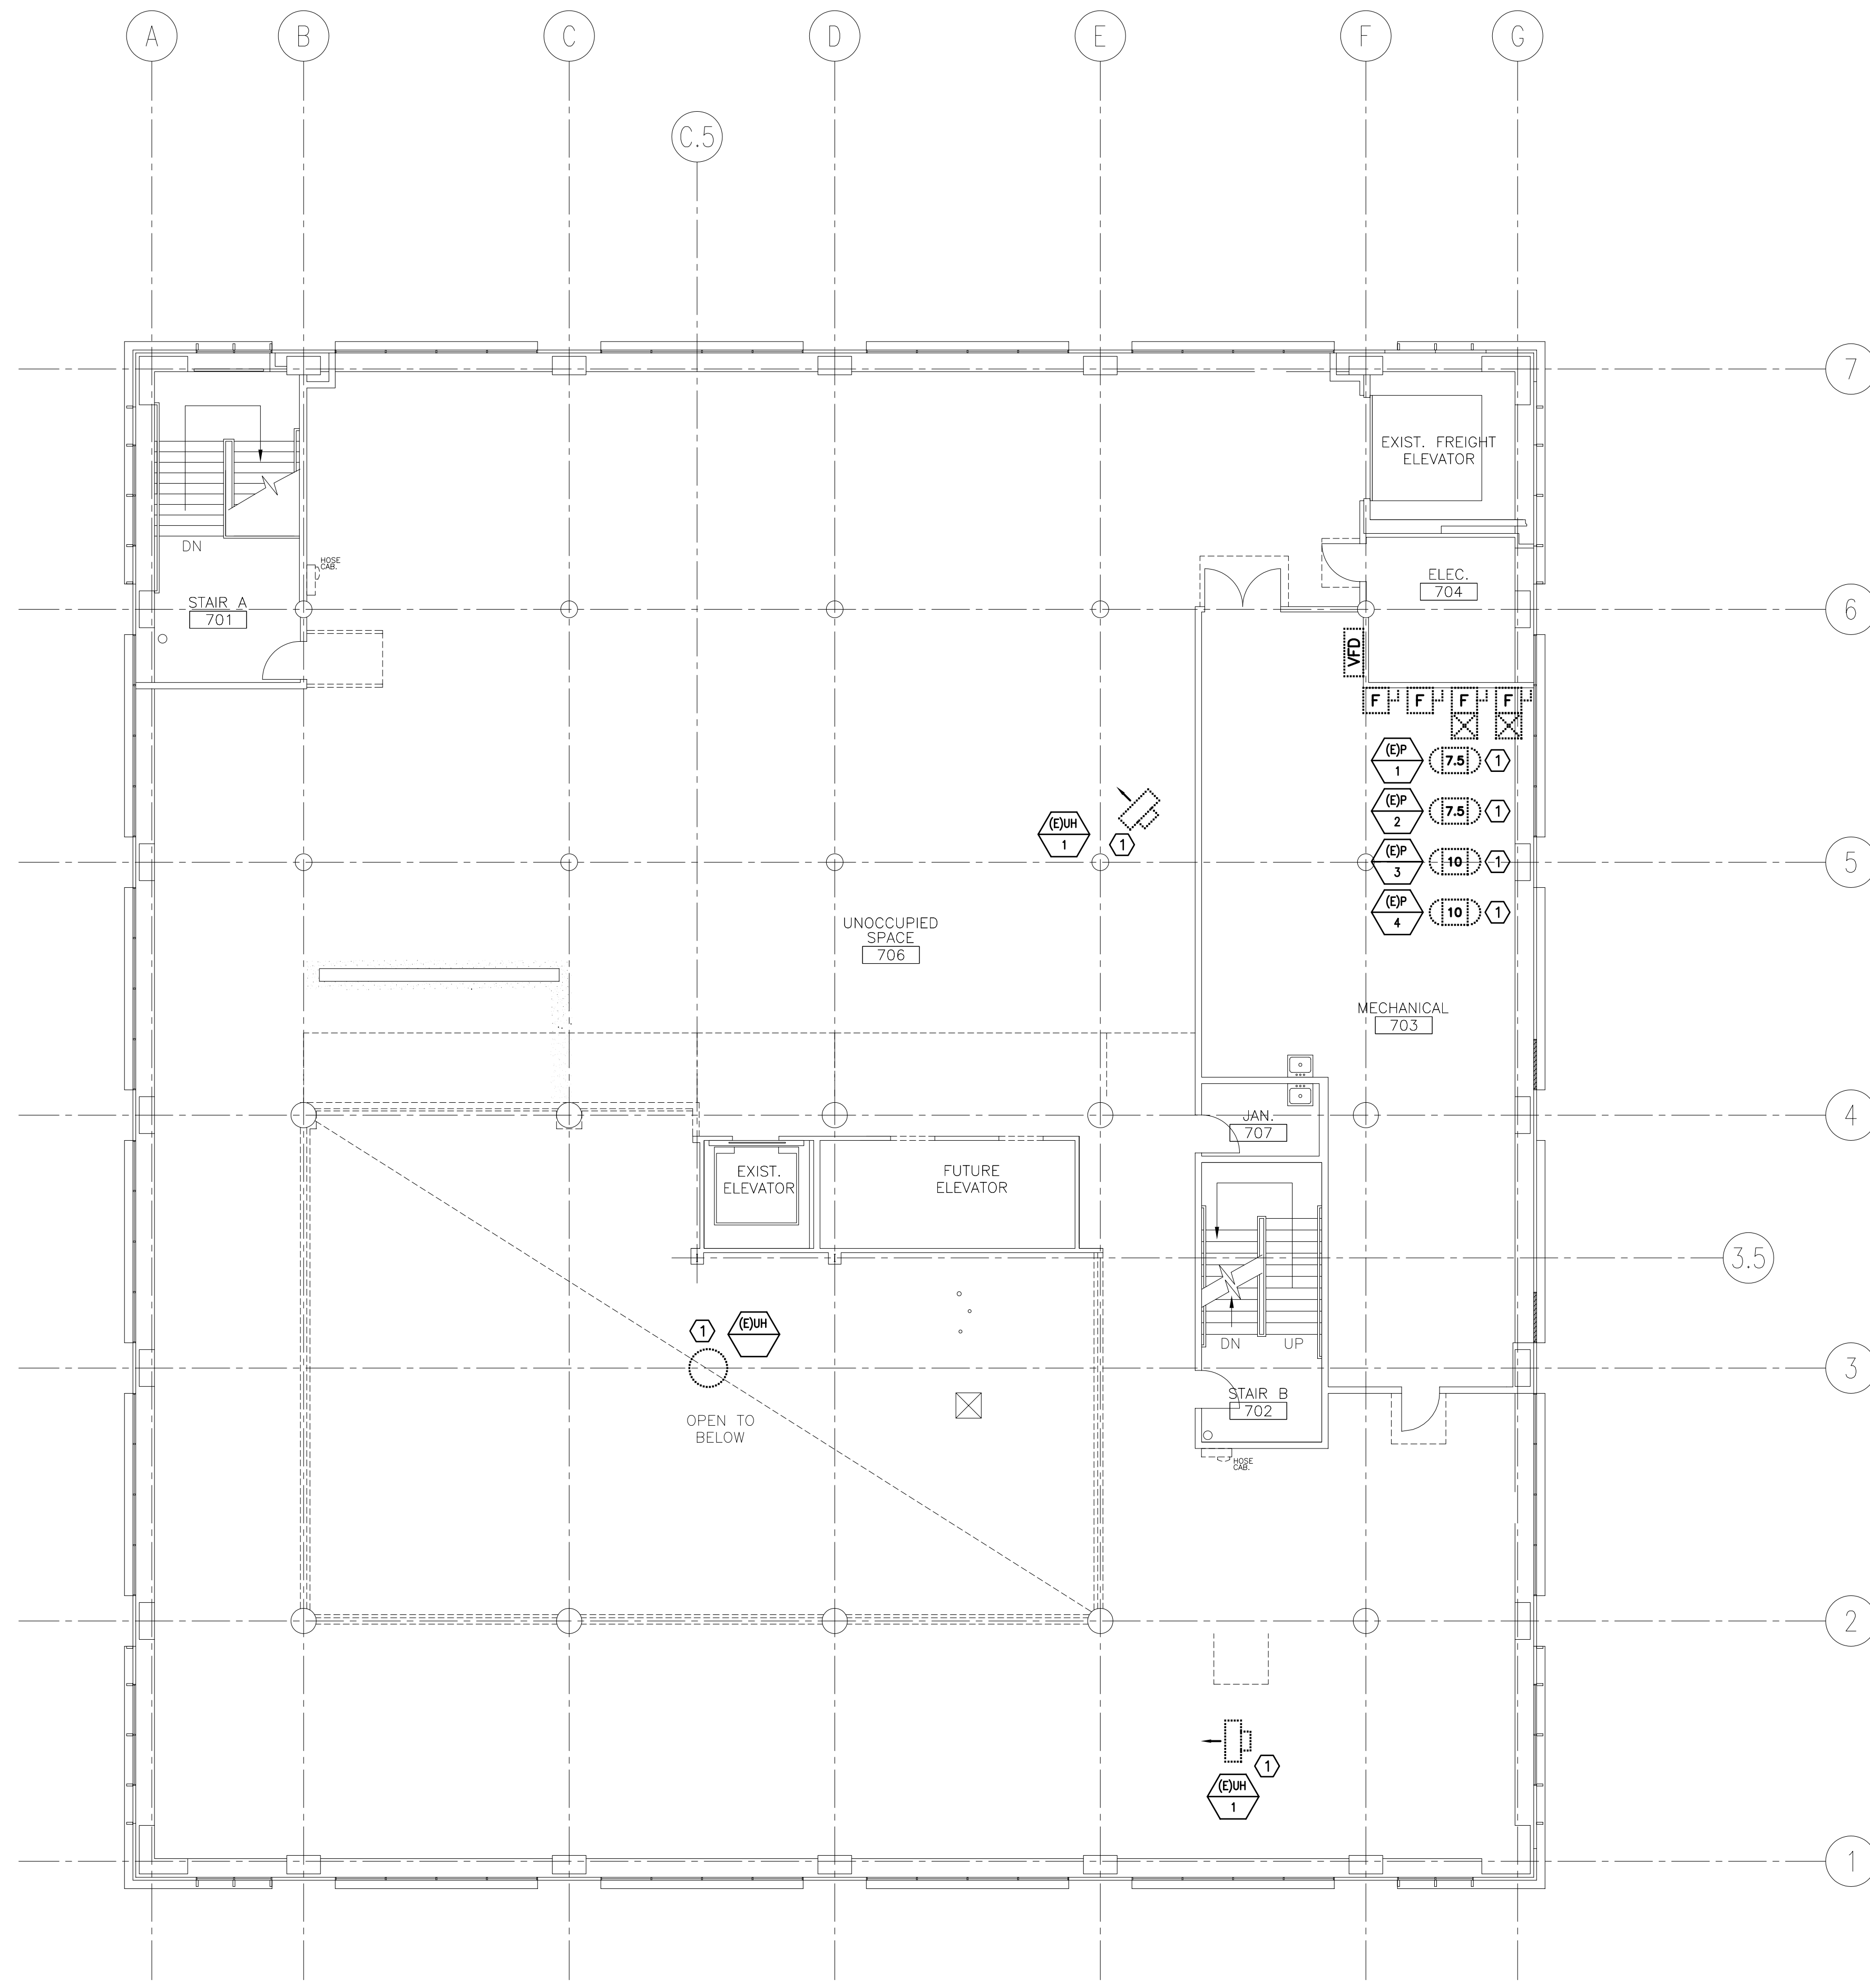 A
B
C
D
E
F
G
C.5
7
EXIST. FREIGHT
ELEVATOR
DN
HOSE
CAB.
ELEC.
704
STAIR A
701
6
VFD
F
F
F
F
(E)P
1
7.5
1
(E)P
2
7.5
1
(E)UH
1
1
(E)P
3
10
1
5
(E)P
4
10
1
UNOCCUPIED
SPACE
706
MECHANICAL
703
JAN.
707
4
EXIST.
ELEVATOR
FUTURE
ELEVATOR
3.5
1
(E)UH
DN
UP
3
STAIR B
702
OPEN TO
BELOW
HOSE
CAB.
2
1
(E)UH
1
1